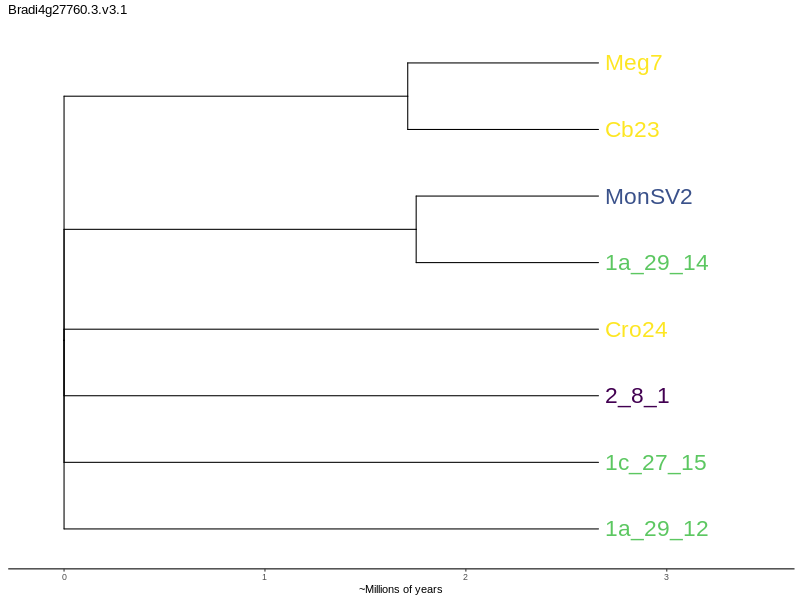 Bradi4g27760.3.v3.1
Meg7
Cb23
MonSV2
1a_29_14
Cro24
2_8_1
1c_27_15
1a_29_12
0 1 2 3
~Millions of years